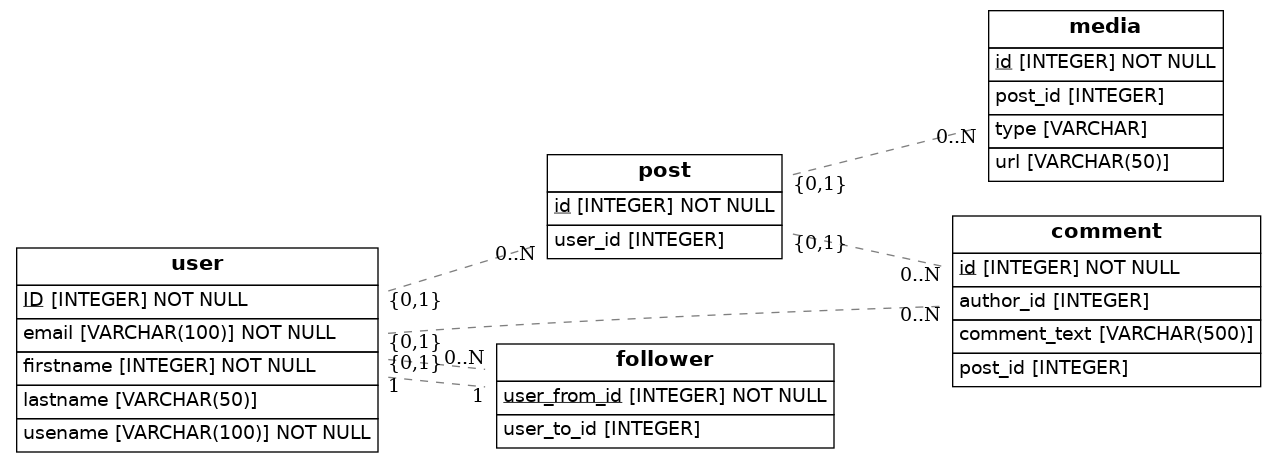 media
id [INTEGER] NOT NULL
post_id [INTEGER]
type [VARCHAR]
url [VARCHAR(50)]
0..N
{0,1}
post
id [INTEGER] NOT NULL
user_id [INTEGER]
{0,1}
0..N
comment
id [INTEGER] NOT NULL
author_id [INTEGER]
comment_text [VARCHAR(500)]
post_id [INTEGER]
0..N
{0,1}
user
ID [INTEGER] NOT NULL
email [VARCHAR(100)] NOT NULL
firstname [INTEGER] NOT NULL
lastname [VARCHAR(50)]
usename [VARCHAR(100)] NOT NULL
{0,1}
0..N
{0,1}
0..N
1
1
follower
user_from_id [INTEGER] NOT NULL
user_to_id [INTEGER]